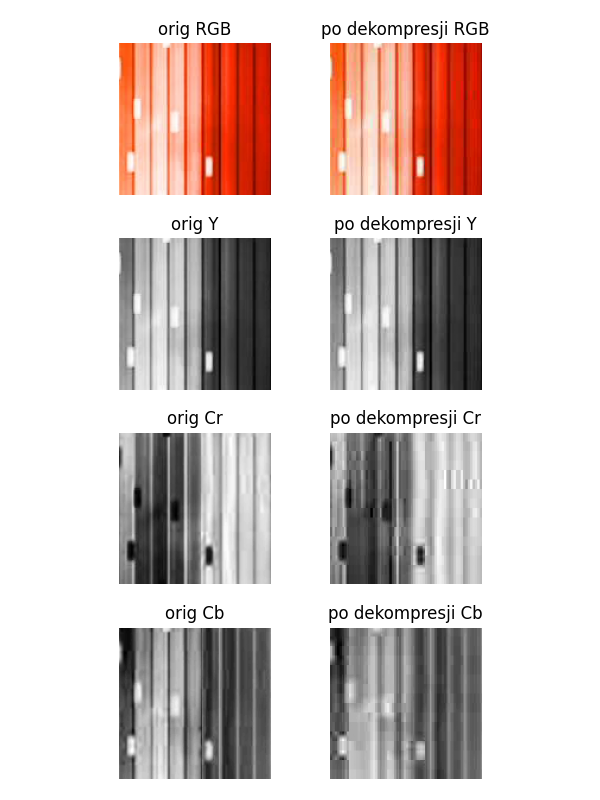 orig RGB
po dekompresji RGB
orig Y
po dekompresji Y
orig Cr
po dekompresji Cr
orig Cb
po dekompresji Cb